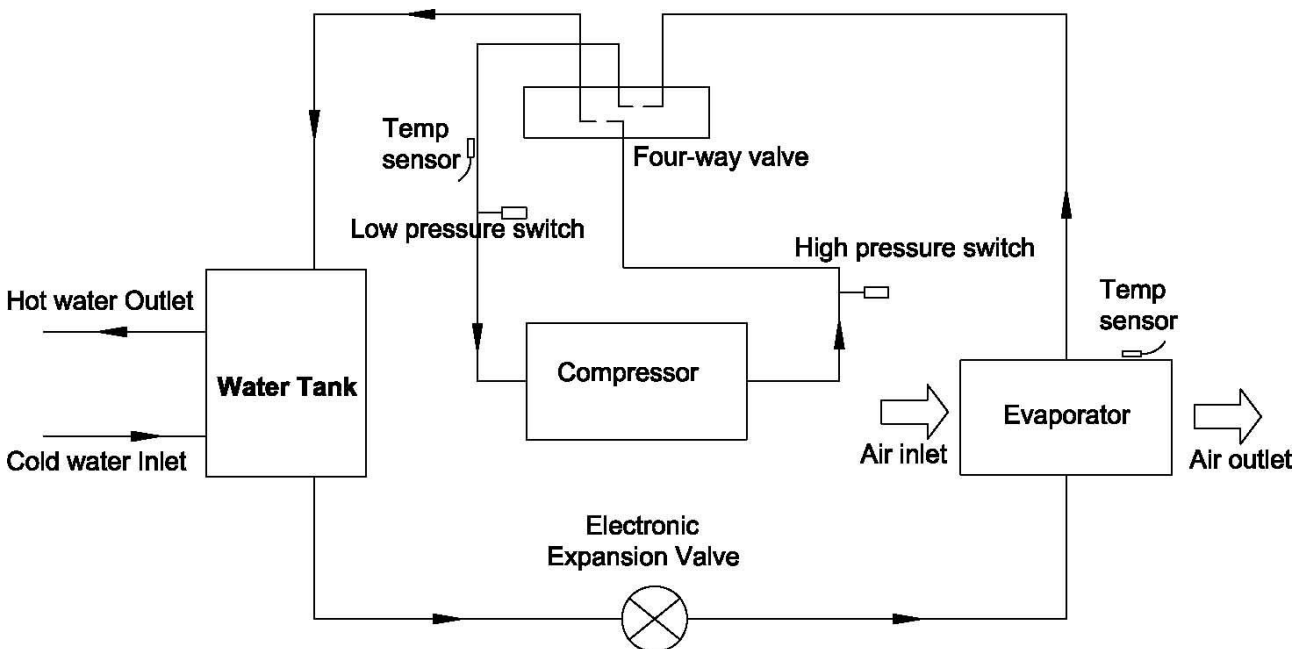 Temp
sensor
Four-way valve
Low pressure switch
High pressure switch
Hot water Outlet
Temp
sensor
Water Tank
Compressor
Evaporator
Cold water Inlet
Air inlet
Air outlet
Electronic
Expansion Valve